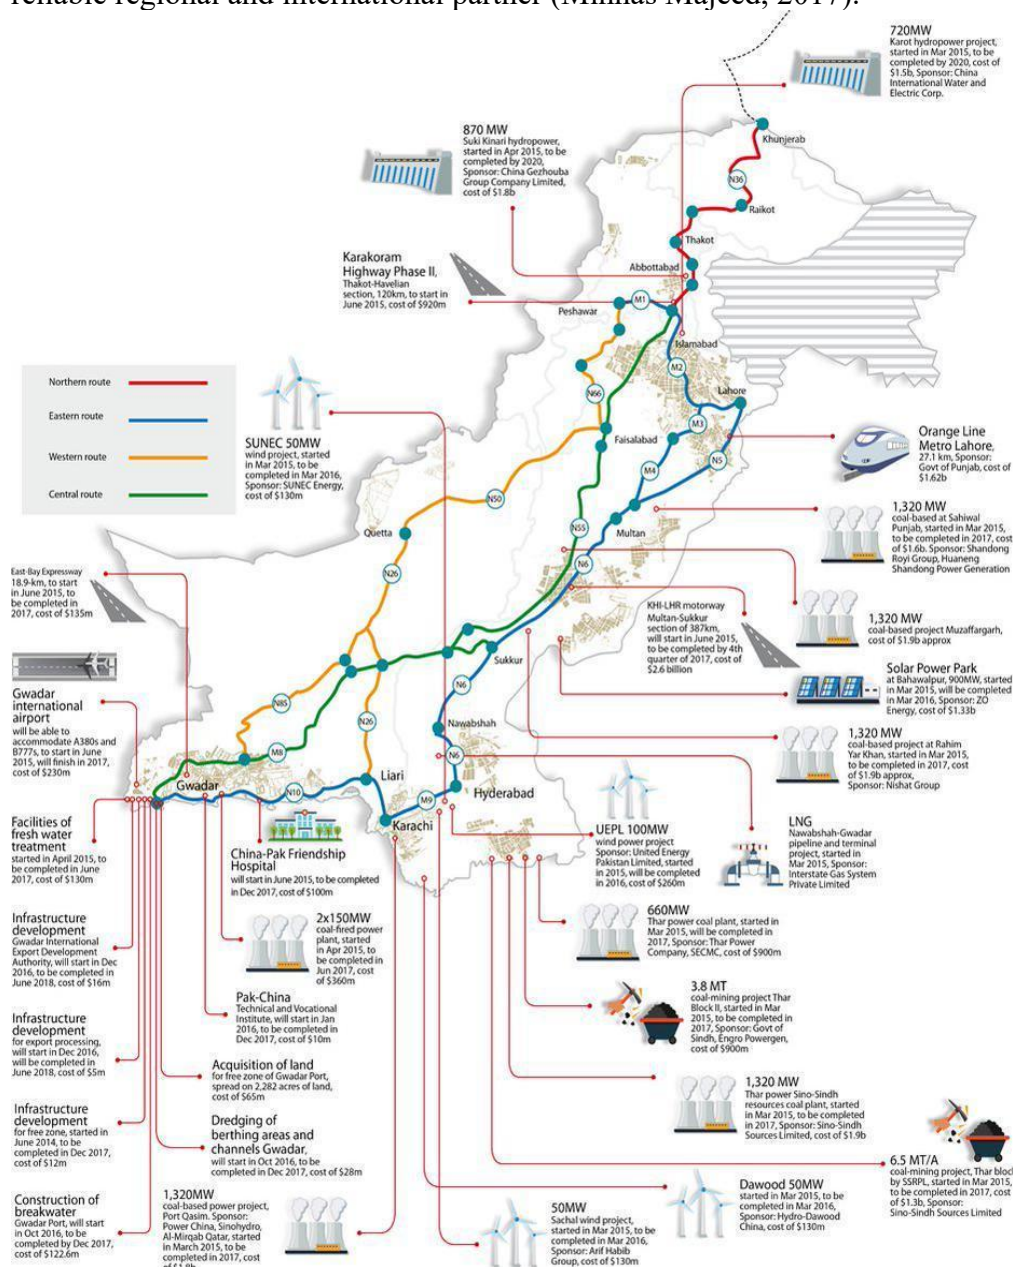 reliable regional and international partner (Minhas Majeed, 2017).
720MW
Karot hydropower project,
started in Mar 2015, to be
completed by 2020, cost of
$1.5b, Sponsor: China
International Water and
Electric Corp.
870 MW
Suki Kinari hydropower,
started in Apr 2015, to be
completed by 2020,
Sponsor: China Gezhouba
Group Company Limited,
cost of $1.8b
Khunjerab
N36
Raikot
Thakot
Abbottabad
Karakoram
Highway Phase II,
Thakot-Havelian
section, 120km, to start in
June 2015, cost of $920m
Peshawar
M1
Islamabad
M2
Northern route
Eastern route
Western route
Central route
SUNEC 50MW
wind project, started
in Mar 2015, to be
completed in Mar 2016,
Sponsor: SUNEC Energy,
cost of $130m
N66
Lahore
M3
Faisalabad
N5
M4
Orange Line
Metro Lahore,
27.1 km, Sponsor:
Govt of Punjab, cost of
$1.62b
N50
Quetta
N55
Multan
1,320 MW
coal-based at Sahiwal
Punjab, started in Mar 2015,
to be completed in 2017, cost
of $1.6b. Sponsor: Shandong
Royi Group, Huaneng
Shandong Power Generation
N26
N6
East-Bay Expressway
18.9-km, to start
in June 2015, to
be completed in
2017, cost of $135m
KHI-LHR motorway
Multan-Sukkur
section of 387km,
will start in June 2015,
to be completed by 4th
quarter of 2017, cost of
$2.6 billion
1,320 MW
coal-based project Muzaffargarh,
cost of $1.9b approx
Solar Power Park
at Bahawalpur, 900MW, started
in Mar 2015, will be completed
in Mar 2016, Sponsor: ZO
Energy, cost of $1.33b
Sukkur
N6
Gwadar
international
airport
will be able to
accommodate A380s and
B777s, to start in June
2015, will finish in 2017,
cost of $230m
N85
N26
Nawabshah
M8
N6
1,320 MW
coal-based project at Rahim
Yar Khan, started in Mar 2015,
to be completed in 2017, cost
of $1.9b approx,
Sponsor: Nishat Group
Gwadar
Liari
N10
M9
Hyderabad
Karachi
Facilities of
fresh water
treatment
started in April 2015, to
be completed in June
2017, cost of $130m
China-Pak Friendship
Hospital
will start in June 2015, to be completed
in Dec 2017, cost of $100m
UEPL 100MW
wind power project
Sponsor: United Energy
Pakistan Limited, started
in 2015, will be completed
in 2016, cost of $260m
LNG
Nawabshah-Gwadar
pipeline and terminal
project, started in
Mar 2015, Sponsor:
Interstate Gas System
Private Limited
Infrastructure
development
Gwadar International
Export Development
Authority, will start in Dec
2016, to be completed in
June 2018, cost of $16m
2x150MW
coal-fired power
plant, started
in Apr 2015, to
be completed in
Jun 2017, cost
of $360m
660MW
Thar power coal plant, started in
Mar 2015, will be completed in
2017, Sponsor: Thar Power
Company, SECMC, cost of $900m
Pak-China
Technical and Vocational
Institute, will start in Jan
2016, to be completed in
Dec 2017, cost of $10m
3.8 MT
coal-mining project Thar
Block II, started in Mar
2015, to be completed in
2017, Sponsor: Govt of
Sindh, Engro Powergen,
cost of $900m
Infrastructure
development
for export processing,
will start in Dec 2016,
will be completed in
June 2018, cost of $5m
Acquisition of land
for free zone of Gwadar Port,
spread on 2,282 acres of land,
cost of $65m
1,320 MW
Thar power Sino-Sindh
resources coal plant, started
in Mar 2015, to be completed
in 2017, Sponsor: Sino-Sindh
Sources Limited, cost of $1.9b
Infrastructure
development
for free zone, started in
June 2014, to be
completed in Dec 2017,
cost of $12m
Dredging of
berthing areas and
channels Gwadar,
will start in Oct 2016, to be
completed in Dec 2017, cost of $28m
6.5 MT/A
coal-mining project, Thar block
by SSRPL, started in Mar 2015,
to be completed in 2017, cost
of $1.3b, Sponsor:
Sino-Sindh Sources Limited
Construction of
breakwater
Gwadar Port, will start
in Oct 2016, to be
completed by Dec 2017,
cost of $122.6m
1,320MW
coal-based power project,
Port Qasim. Sponsor:
Power China, Sinohydro,
Al-Mirqab Qatar, started
in March 2015, to be
completed in 2017, cost
of $1.8b
50MW
Sachal wind project,
started in Mar 2015, to be
completed in Mar 2016,
Sponsor: Arif Habib
Group, cost of $130m
Dawood 50MW
started in Mar 2015, to be
completed in Mar 2016,
Sponsor: Hydro-Dawood
China, cost of $130m